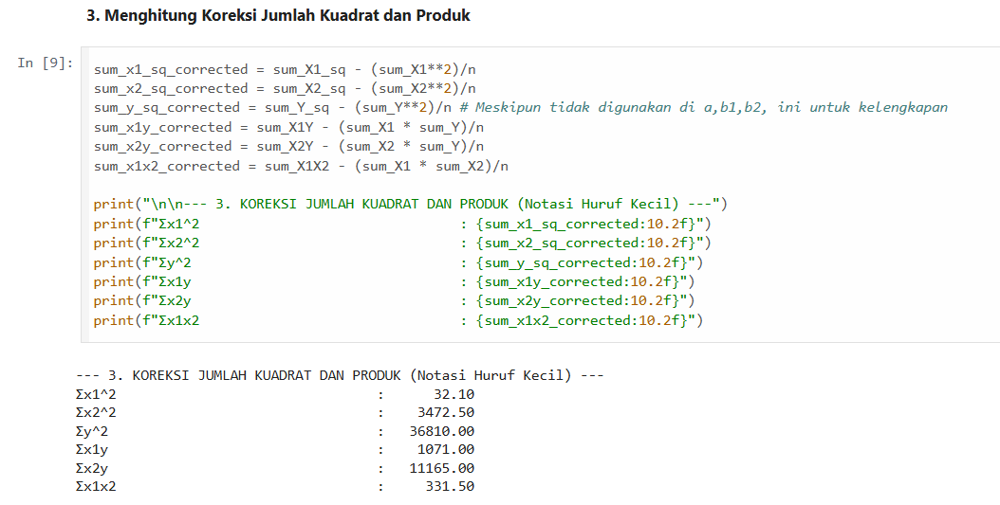 3. Menghitung Koreksi Jumlah Kuadrat dan Produk
In [9]:
sum_x1_sq_corrected = sum_X1_sq - (sum_X1**2)/n
sum_x2_sq_corrected = sum_X2_sq - (sum_X2**2)/n
sum_y_sq_corrected = sum_Y_sq - (sum_Y**2)/n # Meskipun tidak digunakan di a,b1,b2, ini untuk kelengkapan
sum_x1y_corrected = sum_X1Y - (sum_X1 * sum_Y)/n
sum_x2y_corrected = sum_X2Y - (sum_X2 * sum_Y)/n
sum_x1x2_corrected = sum_X1X2 - (sum_X1 * sum_X2)/n
print("\n\n--- 3. KOREKSI JUMLAH KUADRAT DAN PRODUK (Notasi Huruf Kecil) ---")
print(f"Σx1^2                                : {sum_x1_sq_corrected:10.2f}")
print(f"Σx2^2                                : {sum_x2_sq_corrected:10.2f}")
print(f"Σy^2                                 : {sum_y_sq_corrected:10.2f}")
print(f"Σx1y                                 : {sum_x1y_corrected:10.2f}")
print(f"Σx2y                                 : {sum_x2y_corrected:10.2f}")
print(f"Σx1x2                                : {sum_x1x2_corrected:10.2f}")
--- 3. KOREKSI JUMLAH KUADRAT DAN PRODUK (Notasi Huruf Kecil) ---
Σx1^2                                :      32.10
Σx2^2                                :    3472.50
Σy^2                                 :   36810.00
Σx1y                                 :    1071.00
Σx2y                                 :   11165.00
Σx1x2                                :     331.50